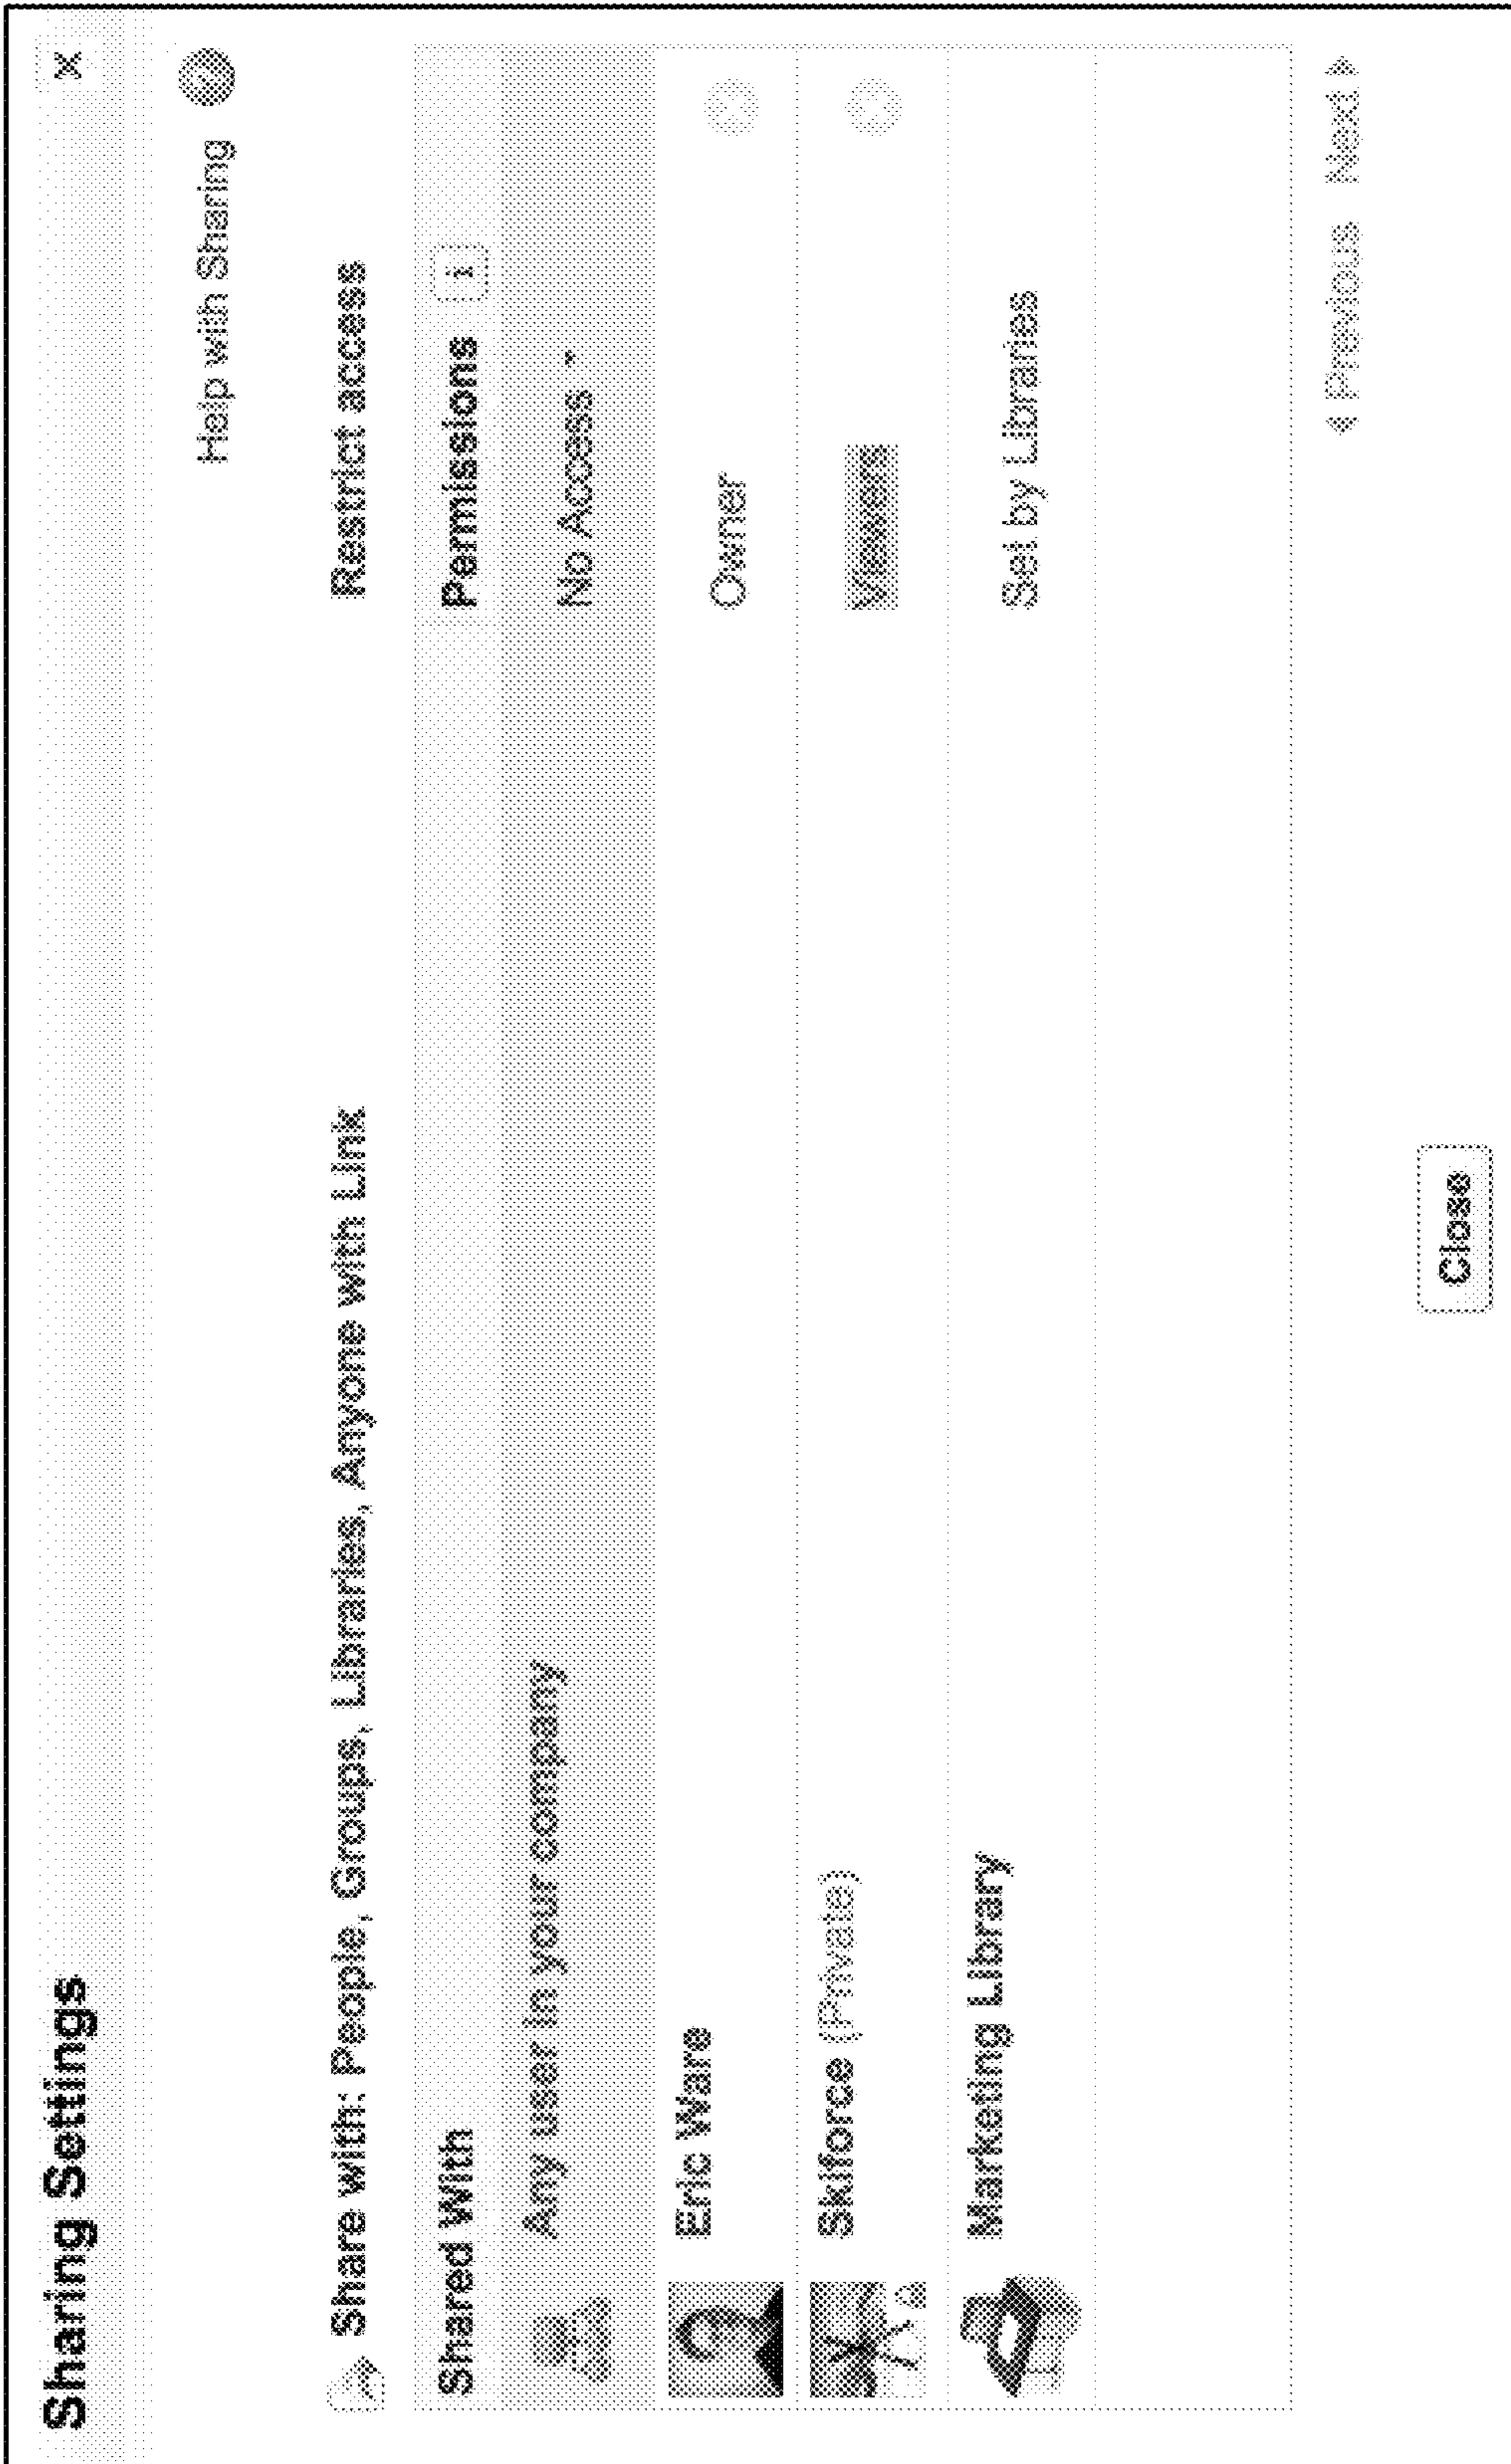 Sharing Settings X
Help with Sharing ?
Share with: People, Groups, Libraries, Anyone with Link Restrict access
Shared With Permissions i
Any user in your company No Access
Eric Ware Owner
Skiforce (Private) Viewers
Marketing Library Set by Libraries
Previous Next
Close